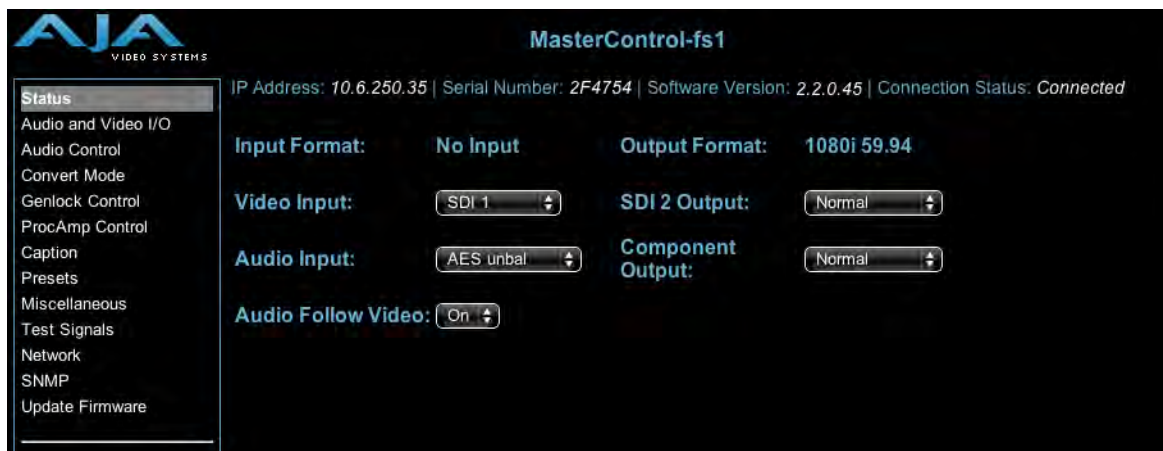 AJA
VIDEO SYSTEMS
MasterControl-fs1
IP Address: 10.6.250.35 | Serial Number: 2F4754 | Software Version: 2.2.0.45 | Connection Status: Connected
Status
Audio and Video I/O
Audio Control
Convert Mode
Genlock Control
ProcAmp Control
Caption
Presets
Miscellaneous
Test Signals
Network
SNMP
Update Firmware
Input Format: No Input Output Format: 1080i 59.94
Video Input: SDI 1 SDI 2 Output: Normal
Audio Input: AES unbal Component Output: Normal
Audio Follow Video: On